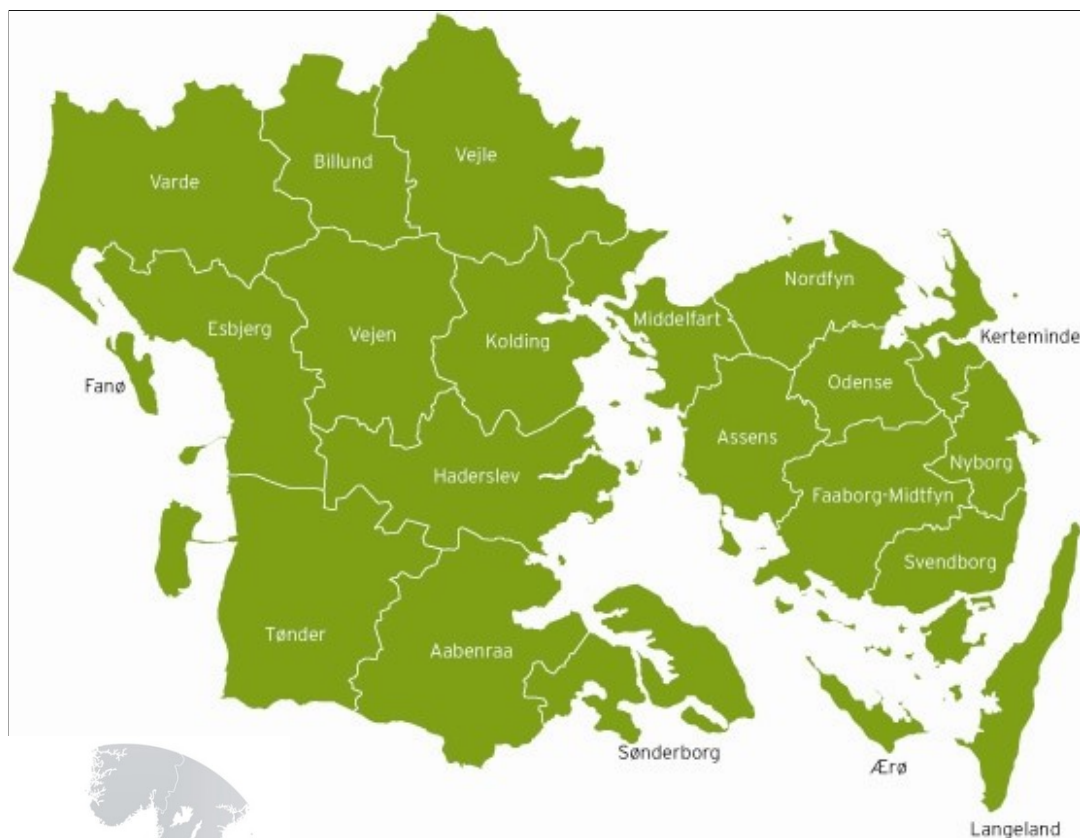 Billund
Vejle
Varde
Nordfyn
Middelfart
Esbjerg
Vejen
Kolding
Kerteminde
Fanø
Odense
Assens
Nyborg
Haderslev
Faaborg-Midtfyn
Svendborg
Tønder
Aabenraa
Sønderborg
Ærø
Langeland